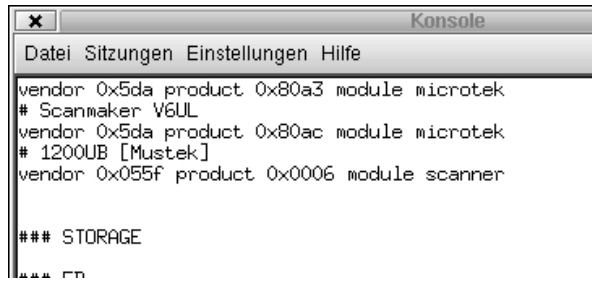 Konsole
Datei Sitzungen Einstellungen Hilfe
vendor 0x5da product 0x80a3 module microtek
# Scanmaker V6UL
vendor 0x5da product 0x80ac module microtek
# 1200UB [Mustek]
vendor 0x055f product 0x0006 module scanner
### STORAGE
###